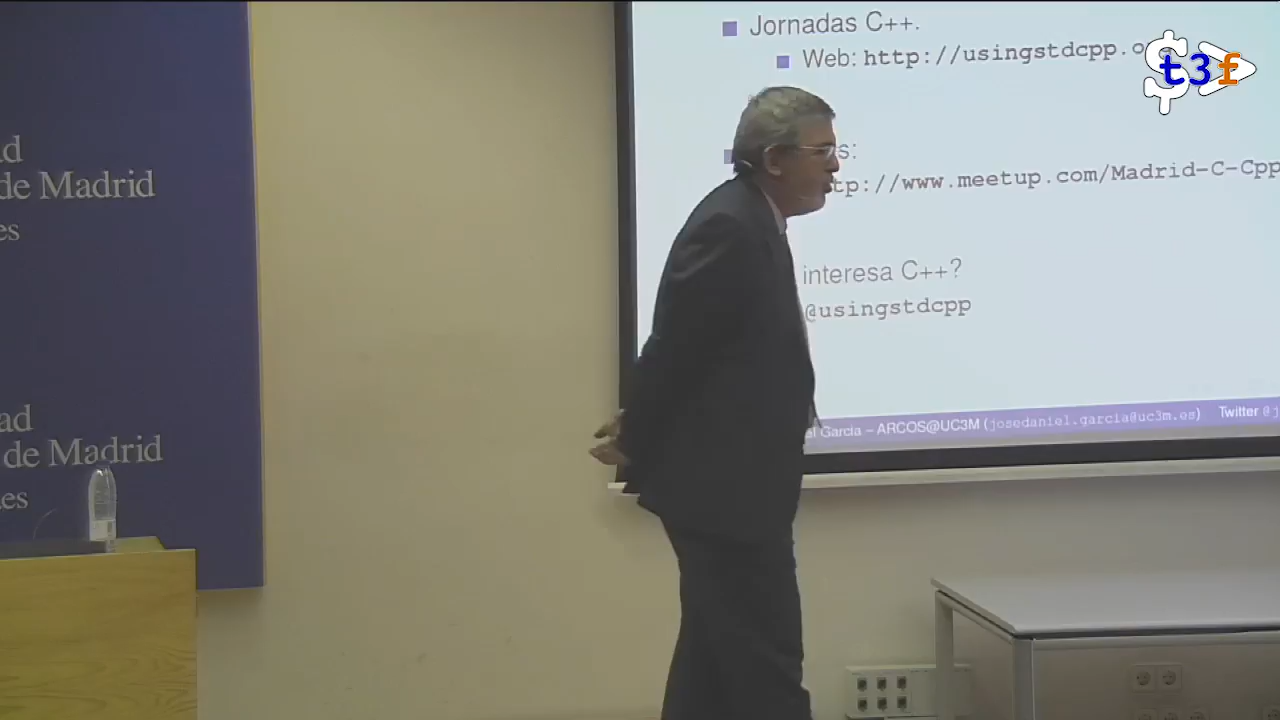 ad
de Madrid
es
ad
de Madrid
es
Jornadas C++.
Web: http://usingstdcpp.o
s:
tp://www.meetup.com/Madrid-C-Cpp
interesa C++?
@usingstdcpp
el Garcia – ARCOS@UC3M (josedaniel.garcia@uc3m.es) Twitter @j
t3f